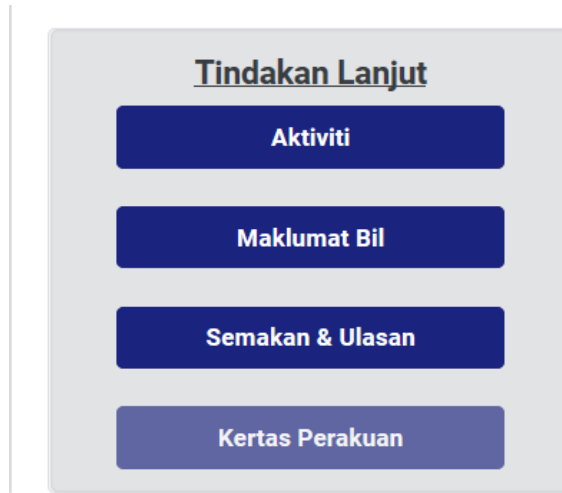 Tindakan Lanjut
Aktiviti
Maklumat Bil
Semakan & Ulasan
Kertas Perakuan